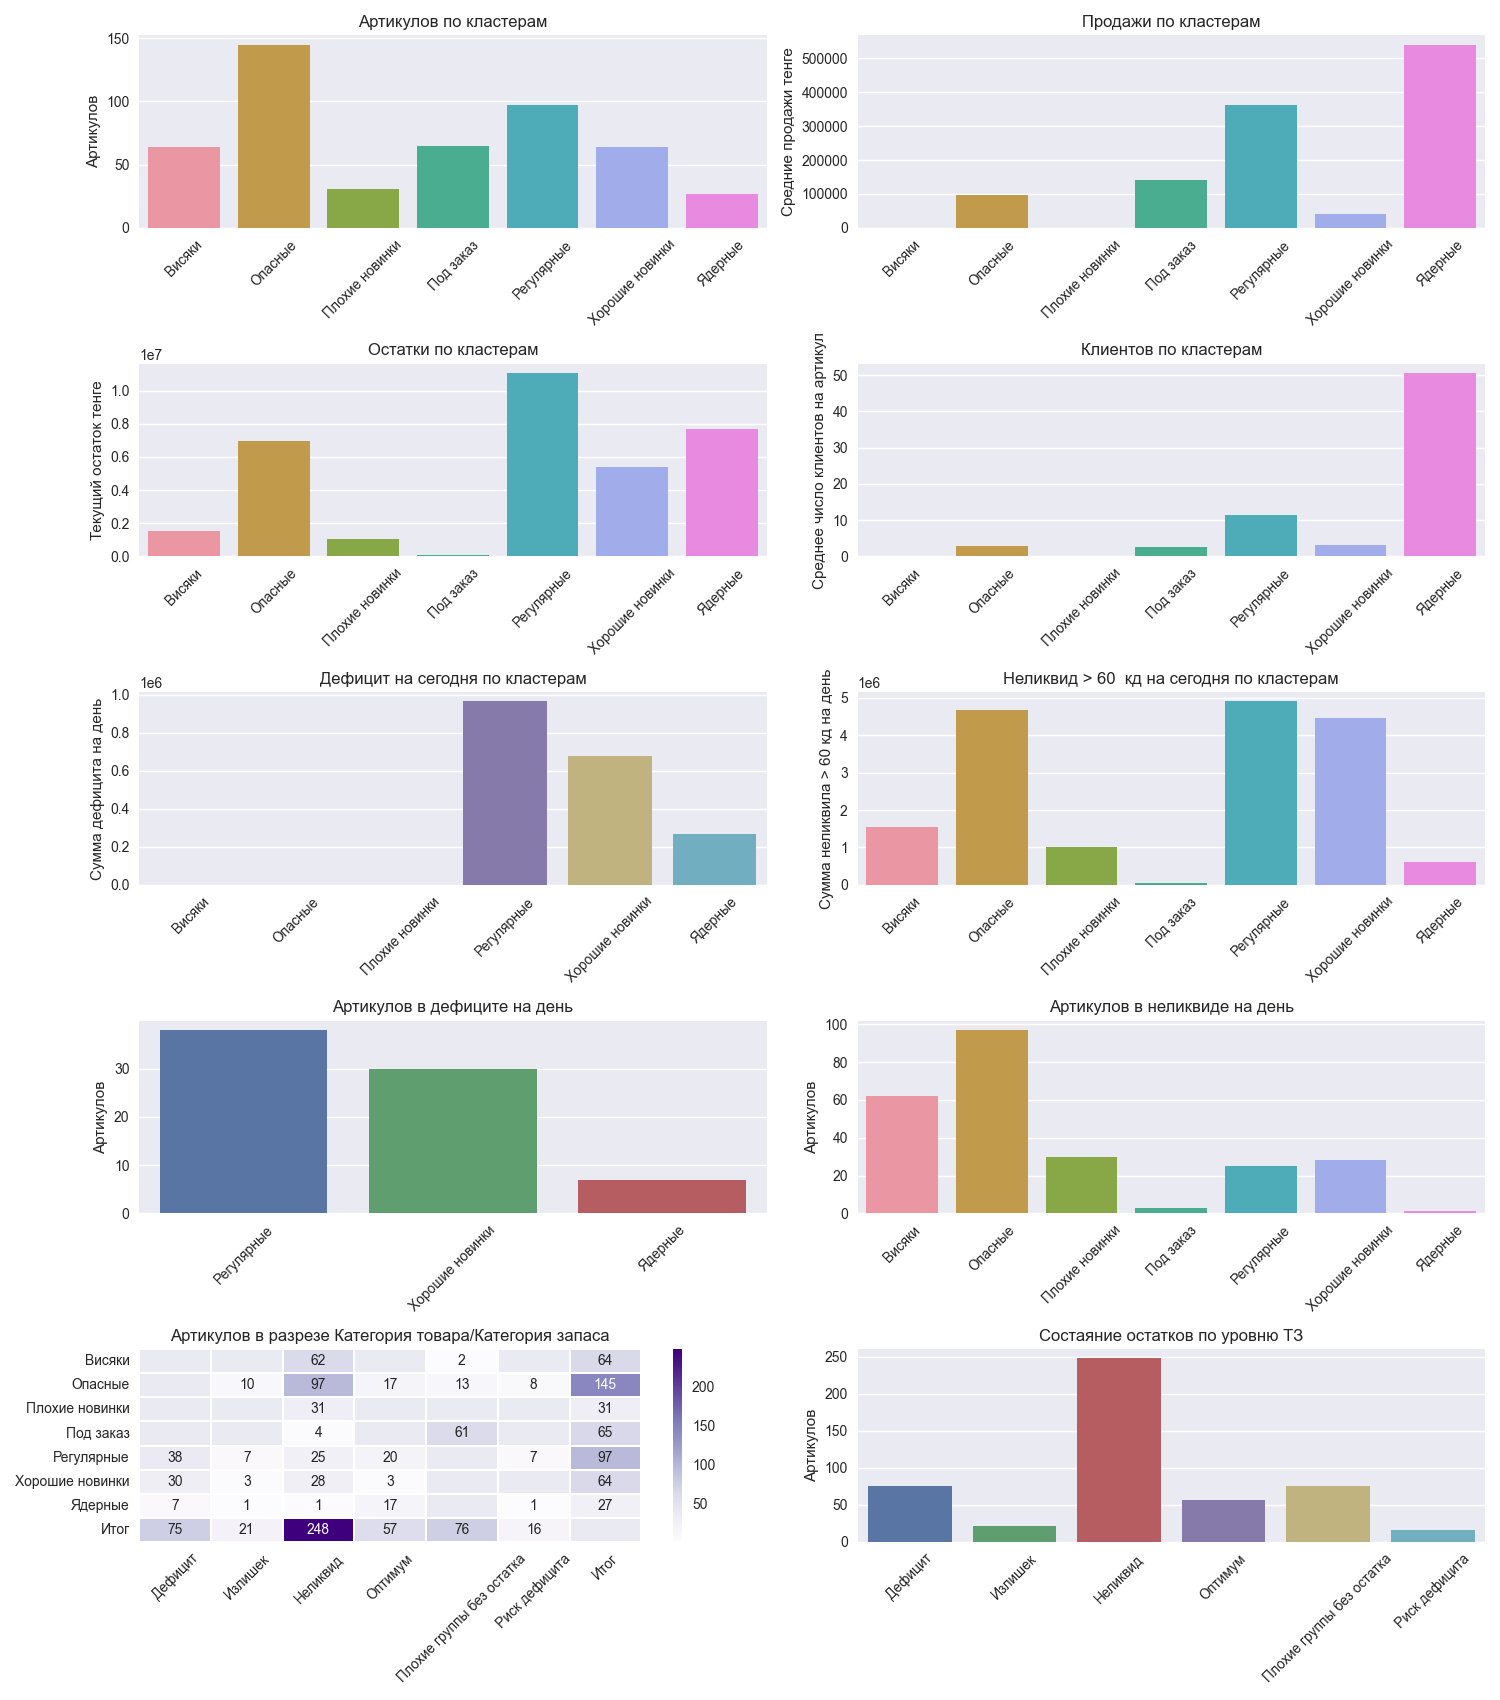 Артикулов по кластерам
Артикулов
150
100
50
0
Висяки
Опасные
Плохие новинки
Под заказ
Регулярные
Хорошие новинки
Ядерные
Продажи по кластерам
Средние продажи тенге
500000
400000
300000
200000
100000
0
Висяки
Опасные
Плохие новинки
Под заказ
Регулярные
Хорошие новинки
Ядерные
Остатки по кластерам
1e7
Текущий остаток тенге
1.0
0.8
0.6
0.4
0.2
0.0
Висяки
Опасные
Плохие новинки
Под заказ
Регулярные
Хорошие новинки
Ядерные
Клиентов по кластерам
Среднее число клиентов на артикул
50
40
30
20
10
0
Висяки
Опасные
Плохие новинки
Под заказ
Регулярные
Хорошие новинки
Ядерные
Дефицит на сегодня по кластерам
1e6
Сумма дефицита на день
1.0
0.8
0.6
0.4
0.2
0.0
Висяки
Опасные
Плохие новинки
Регулярные
Хорошие новинки
Ядерные
Неликвид > 60 кд на сегодня по кластерам
1e6
Сумма неликвила > 60 кд на день
5
4
3
2
1
0
Висяки
Опасные
Плохие новинки
Под заказ
Регулярные
Хорошие новинки
Ядерные
Артикулов в дефиците на день
Артикулов
30
20
10
0
Регулярные
Хорошие новинки
Ядерные
Артикулов в неликвиде на день
Артикулов
100
80
60
40
20
0
Висяки
Опасные
Плохие новинки
Под заказ
Регулярные
Хорошие новинки
Ядерные
Артикулов в разрезе Категория товара/Категория запаса
Висяки 62 2 64
Опасные 10 97 17 13 8 145
Плохие новинки 31 31
Под заказ 4 61 65
Регулярные 38 7 25 20 7 97
Хорошие новинки 30 3 28 3 64
Ядерные 7 1 1 17 1 27
Итог 75 21 248 57 76 16
Дефицит
Излишек
Неликвид
Оптимум
Плохие группы без остатка
Риск дефицита
Итог
200
150
100
50
Состаяние остатков по уровню ТЗ
Артикулов
250
200
150
100
50
0
Дефицит
Излишек
Неликвид
Оптимум
Плохие группы без остатка
Риск дефицита